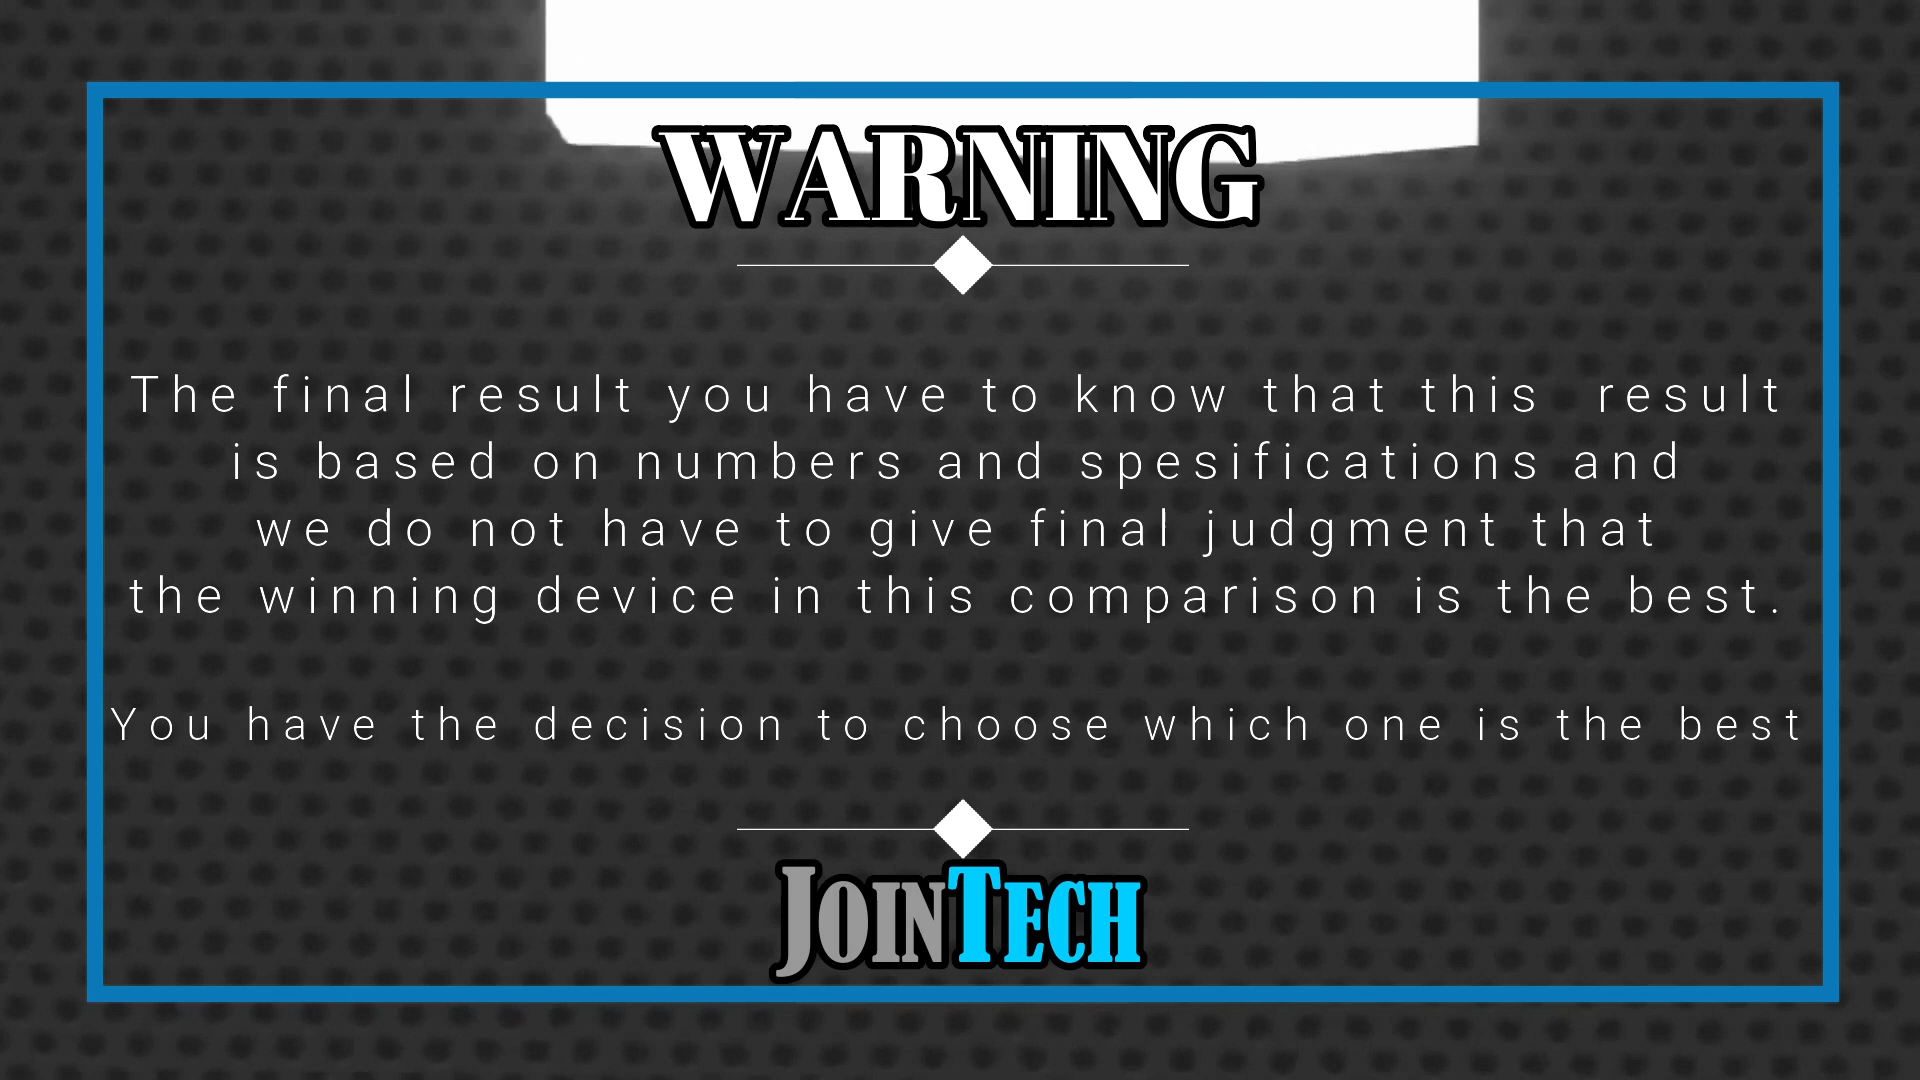 WARNING
The final result you have to know that this result
is based on numbers and spesifications and
we do not have to give final judgment that
the winning device in this comparison is the best.
You have the decision to choose which one is the best
JOINTECH